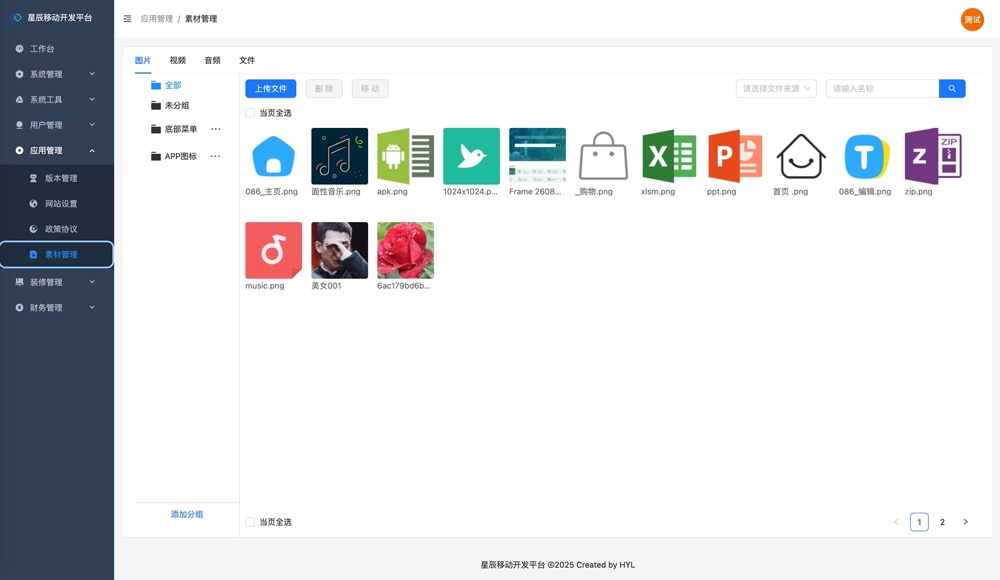 星辰移动开发平台
应用管理 / 素材管理
测试
工作台
系统管理
系统工具
用户管理
应用管理
版本管理
网站设置
政策协议
素材管理
装修管理
财务管理
图片 视频 音频 文件
全部
未分组
底部菜单 ···
APP图标 ···
添加分组
上传文件 删 除 移 动 请选择文件来源 请输入名称
当页全选
X P T Z ZIP
086_主页.png 面性音乐.png apk.png 1024x1024.p... Frame 2608... _购物.png xlsm.png ppt.png 首页 .png 086_编辑.png zip.png
music.png 美女001 6ac179bd6b...
当页全选
< 1 2 >
星辰移动开发平台 ©2025 Created by HYL